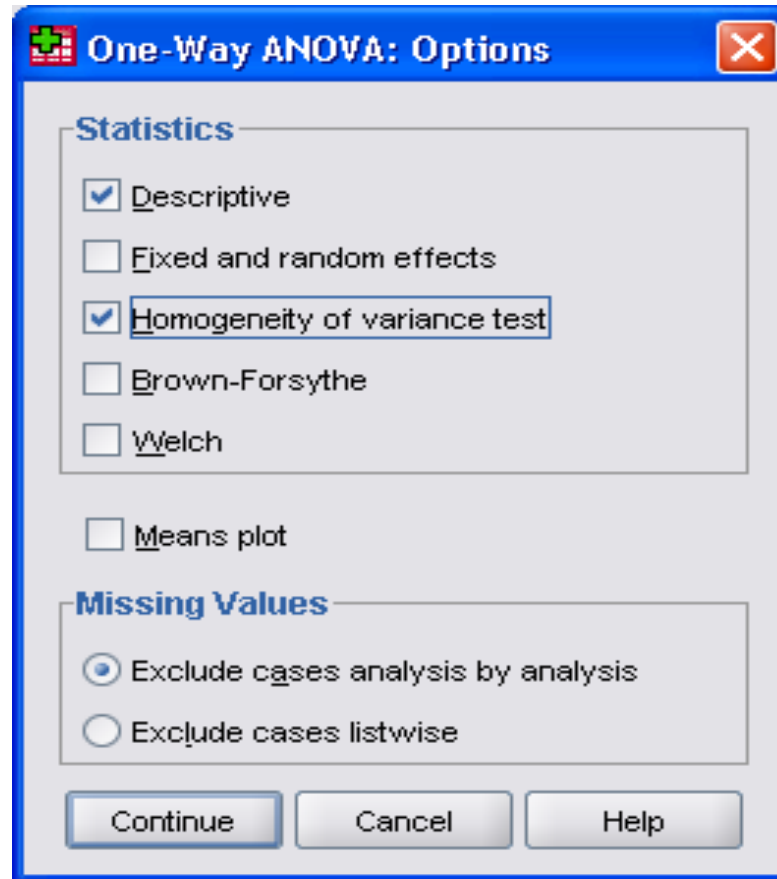 One-Way ANOVA: Options
Statistics
Descriptive
Fixed and random effects
Homogeneity of variance test
Brown-Forsythe
Welch
Means plot
Missing Values
Exclude cases analysis by analysis
Exclude cases listwise
Continue Cancel Help